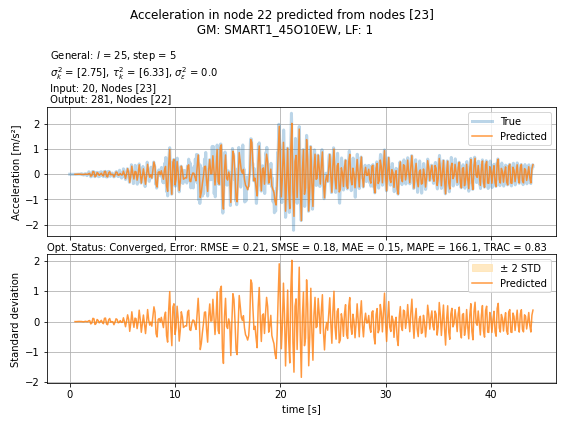 Acceleration in node 22 predicted from nodes [23]
GM: SMART1_45O10EW, LF: 1
General: l = 25, step = 5
σ²ₖ = [2.75], τ²ₖ = [6.33], σ²ε = 0.0
Input: 20, Nodes [23]
Output: 281, Nodes [22]
Acceleration [m/s²]
2
1
0
−1
−2
True
Predicted
Opt. Status: Converged, Error: RMSE = 0.21, SMSE = 0.18, MAE = 0.15, MAPE = 166.1, TRAC = 0.83
Standard deviation
2
1
0
−1
−2
± 2 STD
Predicted
0 10 20 30 40
time [s]